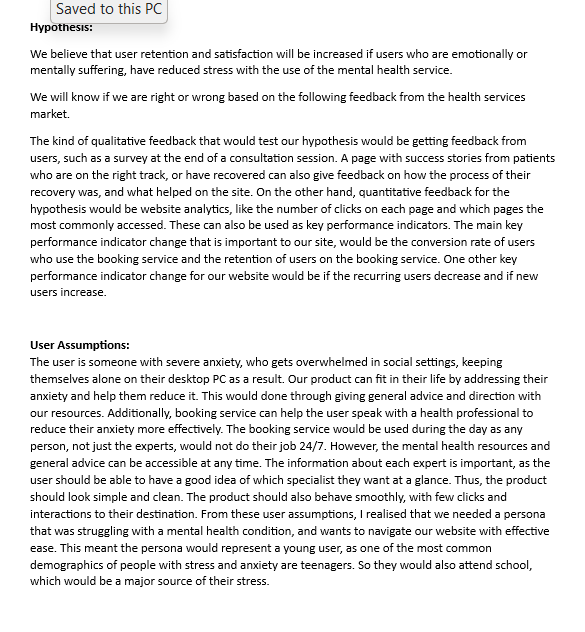 Saved to this PC
Hypothesis:
We believe that user retention and satisfaction will be increased if users who are emotionally or
mentally suffering, have reduced stress with the use of the mental health service.
We will know if we are right or wrong based on the following feedback from the health services
market.
The kind of qualitative feedback that would test our hypothesis would be getting feedback from
users, such as a survey at the end of a consultation session. A page with success stories from patients
who are on the right track, or have recovered can also give feedback on how the process of their
recovery was, and what helped on the site. On the other hand, quantitative feedback for the
hypothesis would be website analytics, like the number of clicks on each page and which pages the
most commonly accessed. These can also be used as key performance indicators. The main key
performance indicator change that is important to our site, would be the conversion rate of users
who use the booking service and the retention of users on the booking service. One other key
performance indicator change for our website would be if the recurring users decrease and if new
users increase.
User Assumptions:
The user is someone with severe anxiety, who gets overwhelmed in social settings, keeping
themselves alone on their desktop PC as a result. Our product can fit in their life by addressing their
anxiety and help them reduce it. This would done through giving general advice and direction with
our resources. Additionally, booking service can help the user speak with a health professional to
reduce their anxiety more effectively. The booking service would be used during the day as any
person, not just the experts, would not do their job 24/7. However, the mental health resources and
general advice can be accessible at any time. The information about each expert is important, as the
user should be able to have a good idea of which specialist they want at a glance. Thus, the product
should look simple and clean. The product should also behave smoothly, with few clicks and
interactions to their destination. From these user assumptions, I realised that we needed a persona
that was struggling with a mental health condition, and wants to navigate our website with effective
ease. This meant the persona would represent a young user, as one of the most common
demographics of people with stress and anxiety are teenagers. So they would also attend school,
which would be a major source of their stress.